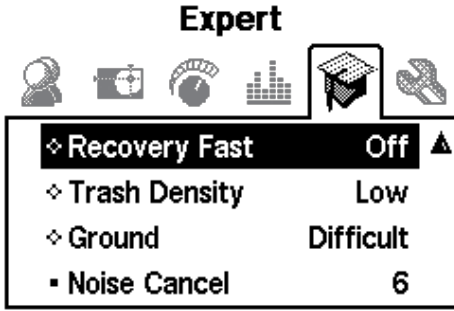 Expert
Recovery Fast Off
Trash Density Low
Ground Difficult
Noise Cancel 6